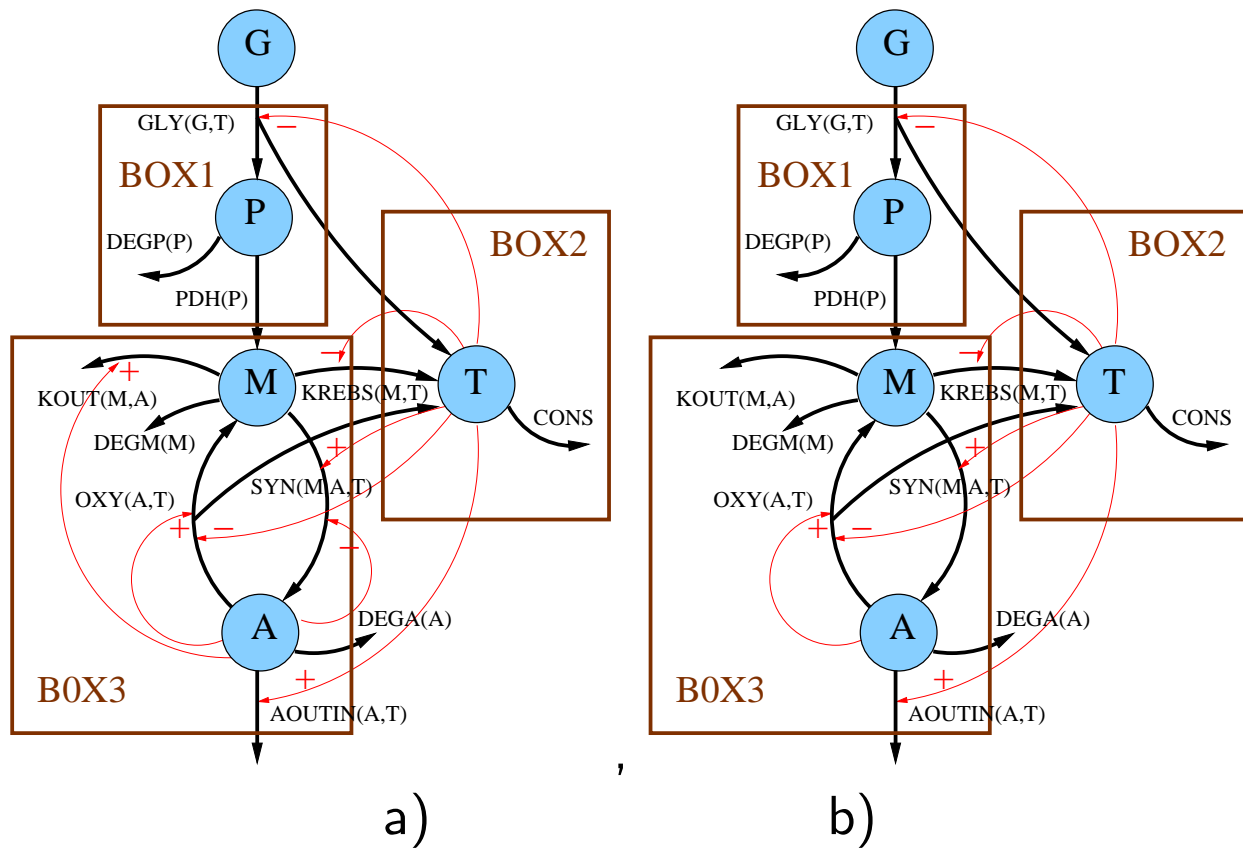 G
GLY(G,T)
−
BOX1
P
BOX2
DEGP(P)
PDH(P)
−
M
T
+
KOUT(M,A)
KREBS(M,T)
CONS
DEGM(M)
+
SYN(M,A,T)
OXY(A,T)
+ −
−
A
DEGA(A)
+
B0X3
AOUTIN(A,T)
a)
,
G
GLY(G,T)
−
BOX1
P
BOX2
DEGP(P)
PDH(P)
−
M
T
KOUT(M,A)
KREBS(M,T)
CONS
DEGM(M)
+
SYN(M,A,T)
OXY(A,T)
+ −
A
DEGA(A)
+
B0X3
AOUTIN(A,T)
b)